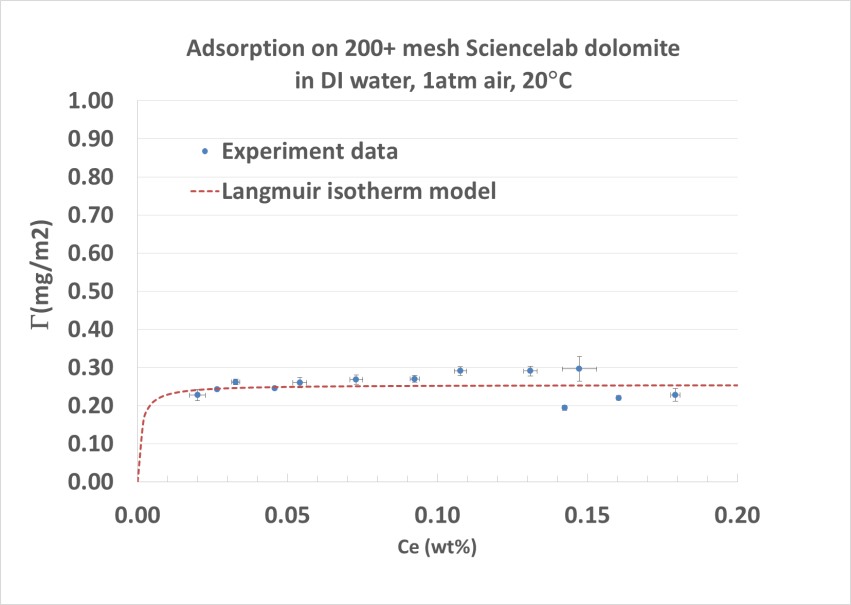 Adsorption on 200+ mesh Sciencelab dolomite
in DI water, 1atm air, 20°C
1.00
0.90
0.80
0.70
0.60
0.50
0.40
0.30
0.20
0.10
0.00
Experiment data
Langmuir isotherm model
Γ(mg/m2)
0.00 0.05 0.10 0.15 0.20
Ce (wt%)